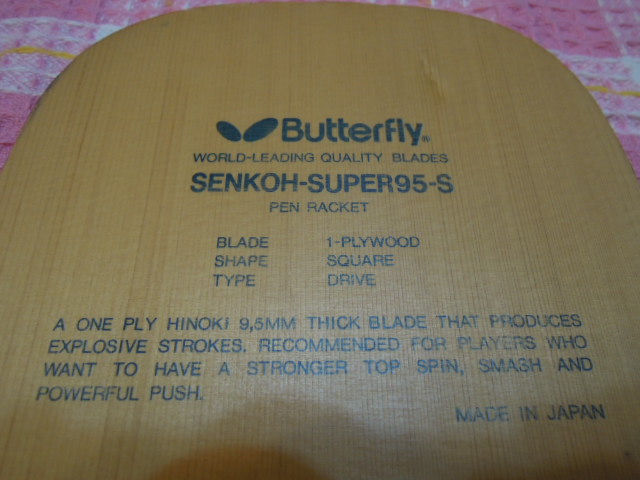 Butterfly®
WORLD-LEADING QUALITY BLADES
SENKOH-SUPER95-S
PEN RACKET
BLADE 1-PLYWOOD
SHAPE SQUARE
TYPE DRIVE
A ONE PLY HINOKI 9,5MM THICK BLADE THAT PRODUCES
EXPLOSIVE STROKES. RECOMMENDED FOR PLAYERS WHO
WANT TO HAVE A STRONGER TOP SPIN, SMASH AND
POWERFUL PUSH.
MADE IN JAPAN